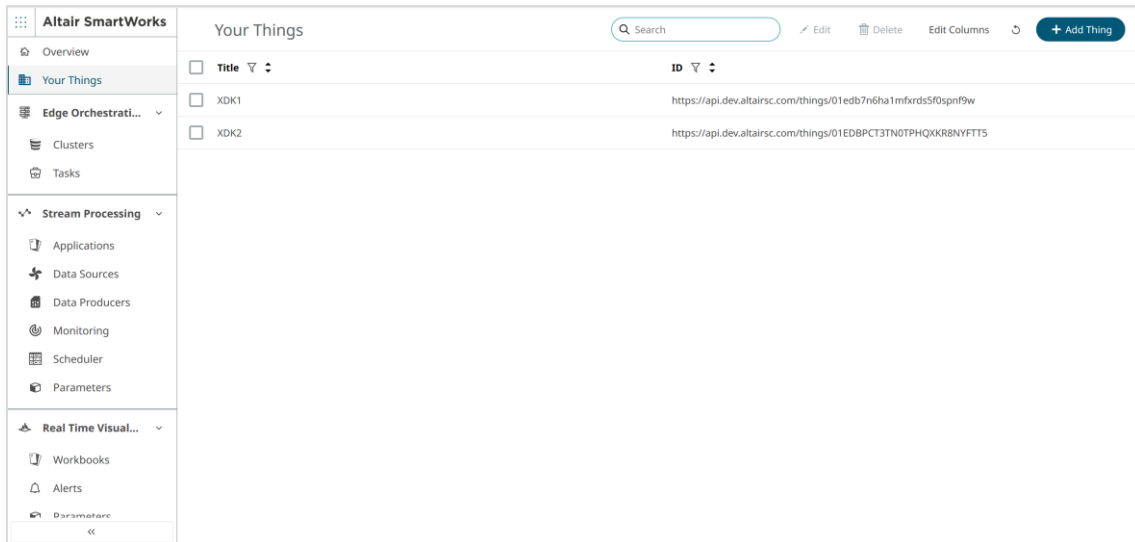 Altair SmartWorks
Overview
Your Things
Edge Orchestrati...
Clusters
Tasks
Stream Processing
Applications
Data Sources
Data Producers
Monitoring
Scheduler
Parameters
Real Time Visual...
Workbooks
Alerts
Parameters
Your Things
Search
Edit
Delete
Edit Columns
+ Add Thing
Title
ID
XDK1
https://api.dev.altairsc.com/things/01edb7n6ha1mfxrds5f0spnf9w
XDK2
https://api.dev.altairsc.com/things/01EDBPCT3TN0TPHQXKR8NYFTT5